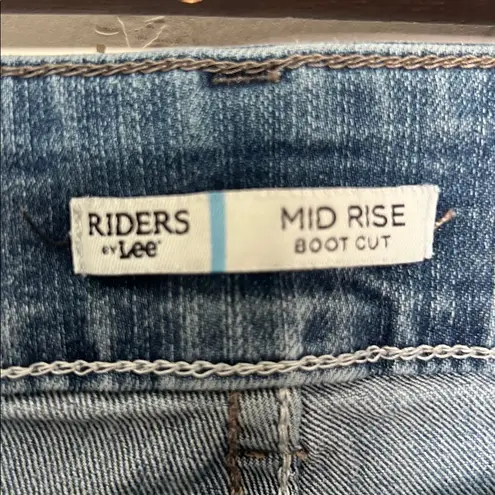 RIDERS
BY Lee
MID RISE
BOOT CUT